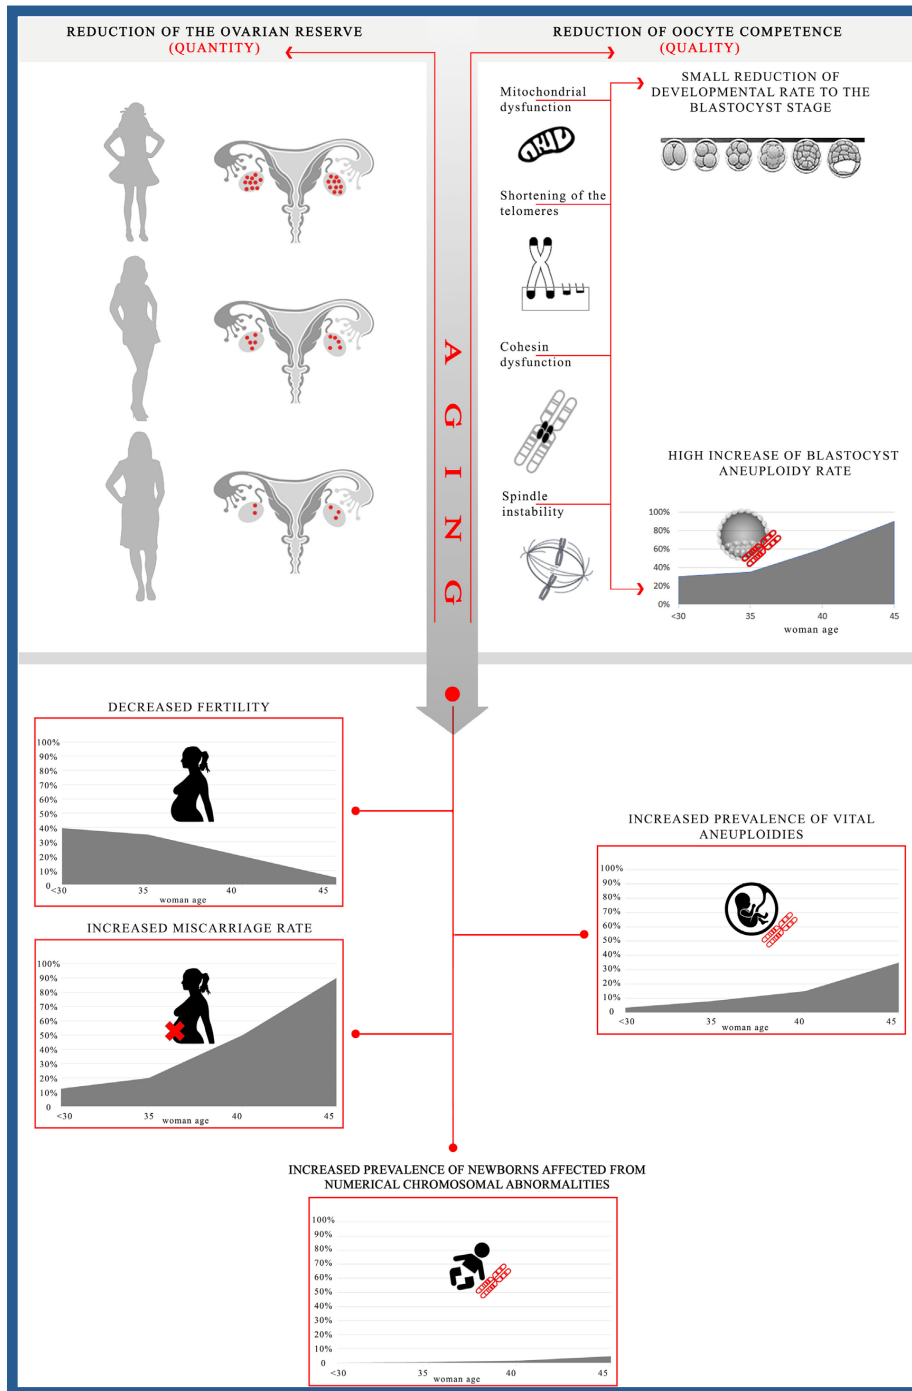 REDUCTION OF THE OVARIAN RESERVE
(QUANTITY)
REDUCTION OF OOCYTE COMPETENCE
(QUALITY)
Mitochondrial
dysfunction
SMALL REDUCTION OF
DEVELOPMENTAL RATE TO THE
BLASTOCYST STAGE
Shortening of the
telomeres
Cohesin
dysfunction
Spindle
instability
AGING
HIGH INCREASE OF BLASTOCYST
ANEUPLOIDY RATE
100%
80%
60%
40%
20%
0%
<30 35 40 45
woman age
DECREASED FERTILITY
100%
90%
80%
70%
60%
50%
40%
30%
20%
10%
0
<30 35 40 45
woman age
INCREASED MISCARRIAGE RATE
100%
90%
80%
70%
60%
50%
40%
30%
20%
10%
0
<30 35 40 45
woman age
INCREASED PREVALENCE OF VITAL
ANEUPLOIDIES
100%
90%
80%
70%
60%
50%
40%
30%
20%
10%
0
<30 35 40 45
woman age
INCREASED PREVALENCE OF NEWBORNS AFFECTED FROM
NUMERICAL CHROMOSOMAL ABNORMALITIES
100%
90%
80%
70%
60%
50%
40%
30%
20%
10%
0
<30 35 40 45
woman age